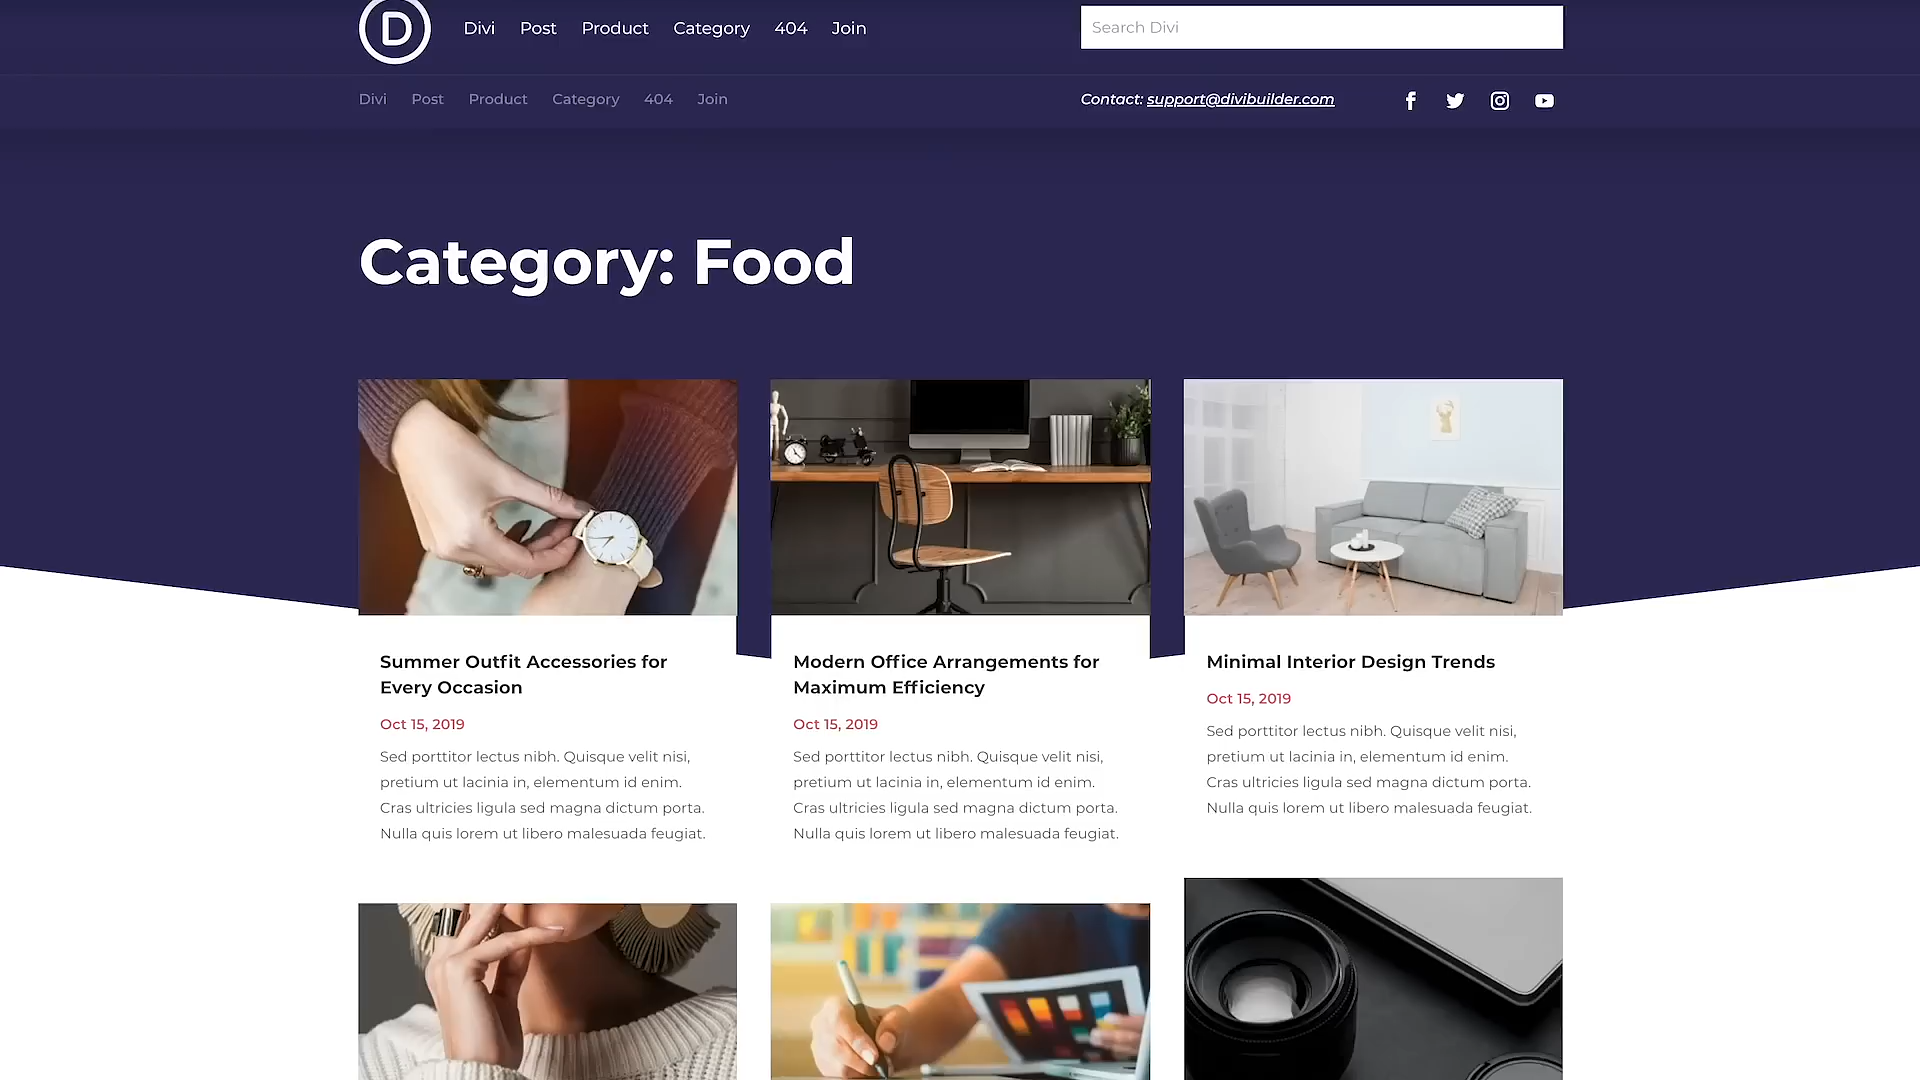 D
Divi Post Product Category 404 Join
Search Divi
Divi Post Product Category 404 Join
Contact: support@divibuilder.com
Category: Food
Summer Outfit Accessories for
Every Occasion
Oct 15, 2019
Sed porttitor lectus nibh. Quisque velit nisi,
pretium ut lacinia in, elementum id enim.
Cras ultricies ligula sed magna dictum porta.
Nulla quis lorem ut libero malesuada feugiat.
Modern Office Arrangements for
Maximum Efficiency
Oct 15, 2019
Sed porttitor lectus nibh. Quisque velit nisi,
pretium ut lacinia in, elementum id enim.
Cras ultricies ligula sed magna dictum porta.
Nulla quis lorem ut libero malesuada feugiat.
Minimal Interior Design Trends
Oct 15, 2019
Sed porttitor lectus nibh. Quisque velit nisi,
pretium ut lacinia in, elementum id enim.
Cras ultricies ligula sed magna dictum porta.
Nulla quis lorem ut libero malesuada feugiat.